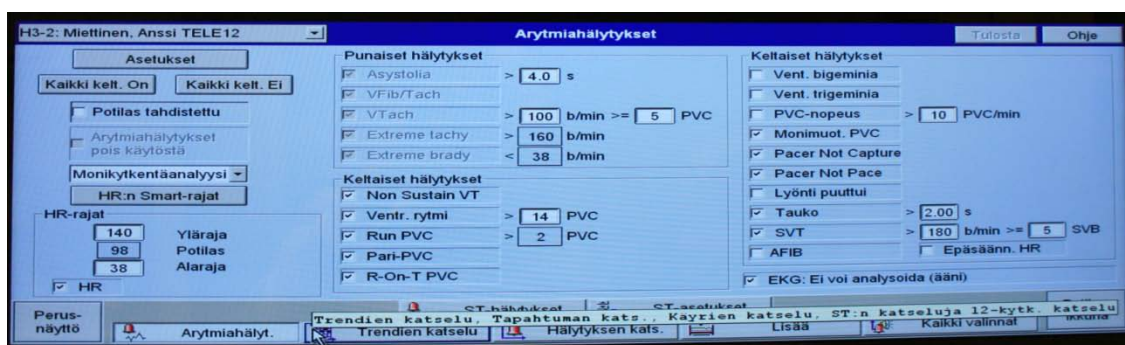 H3-2: Miettinen, Anssi TELE12
Arytmiahälytykset
Tulosta
Ohje
Asetukset
Kaikki kelt. On
Kaikki kelt. Ei
Potilas tahdistettu
Arytmiahälytykset
pois käytöstä
Monikytkentäanalyysi
HR:n Smart-rajat
HR-rajat
140 Yläraja
98 Potilas
38 Alaraja
HR
Punaiset hälytykset
Asystolia > 4.0 s
VFib/Tach
VTach > 100 b/min >= 5 PVC
Extreme tachy > 160 b/min
Extreme brady < 38 b/min
Keltaiset hälytykset
Non Sustain VT
Ventr. rytmi > 14 PVC
Run PVC > 2 PVC
Pari-PVC
R-On-T PVC
Keltaiset hälytykset
Vent. bigeminia
Vent. trigeminia
PVC-nopeus > 10 PVC/min
Monimuot. PVC
Pacer Not Capture
Pacer Not Pace
Lyönti puuttui
Tauko > 2.00 s
SVT > 180 b/min >= 5 SVB
AFIB
Epäsäänn. HR
EKG: Ei voi analysoida (ääni)
Perus-
näyttö
ST-hälytykset
ST-asetukset
Trendien katselu, Tapahtuman kats., Käyrien katselu, ST:n katseluja 12-kytk. katselu
Arytmiahälyt.
Trendien katselu
Hälytyksen kats.
Lisää
Kaikki valinnat